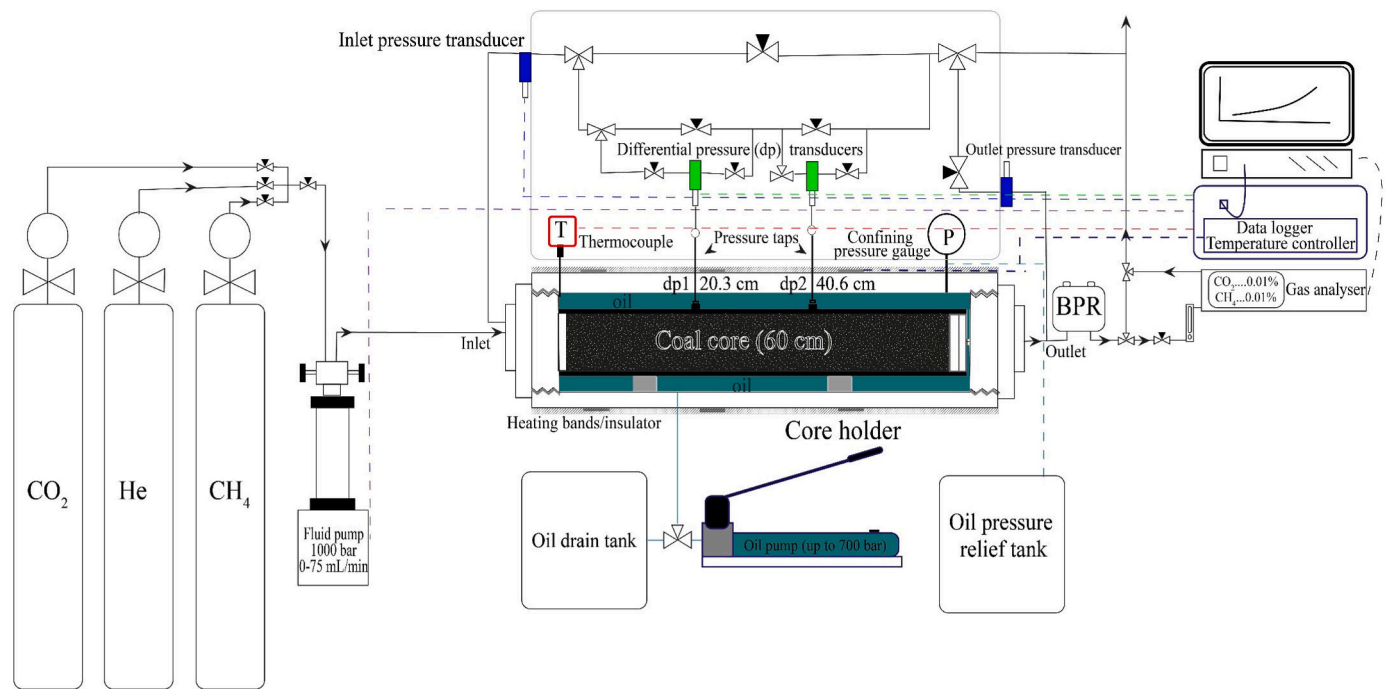 Inlet pressure transducer
Differential pressure (dp) transducers
Outlet pressure transducer
T
Thermocouple
Pressure taps
Confining
pressure gauge
P
Data logger
Temperature controller
CO2....0.01%
CH4...0.01%
Gas analyser
dp1 20.3 cm
dp2 40.6 cm
oil
Coal core (60 cm)
oil
Inlet
Outlet
BPR
Heating bands/insulator
Core holder
CO2
He
CH4
Fluid pump
1000 bar
0-75 mL/min
Oil drain tank
Oil pump (up to 700 bar)
Oil pressure
relief tank